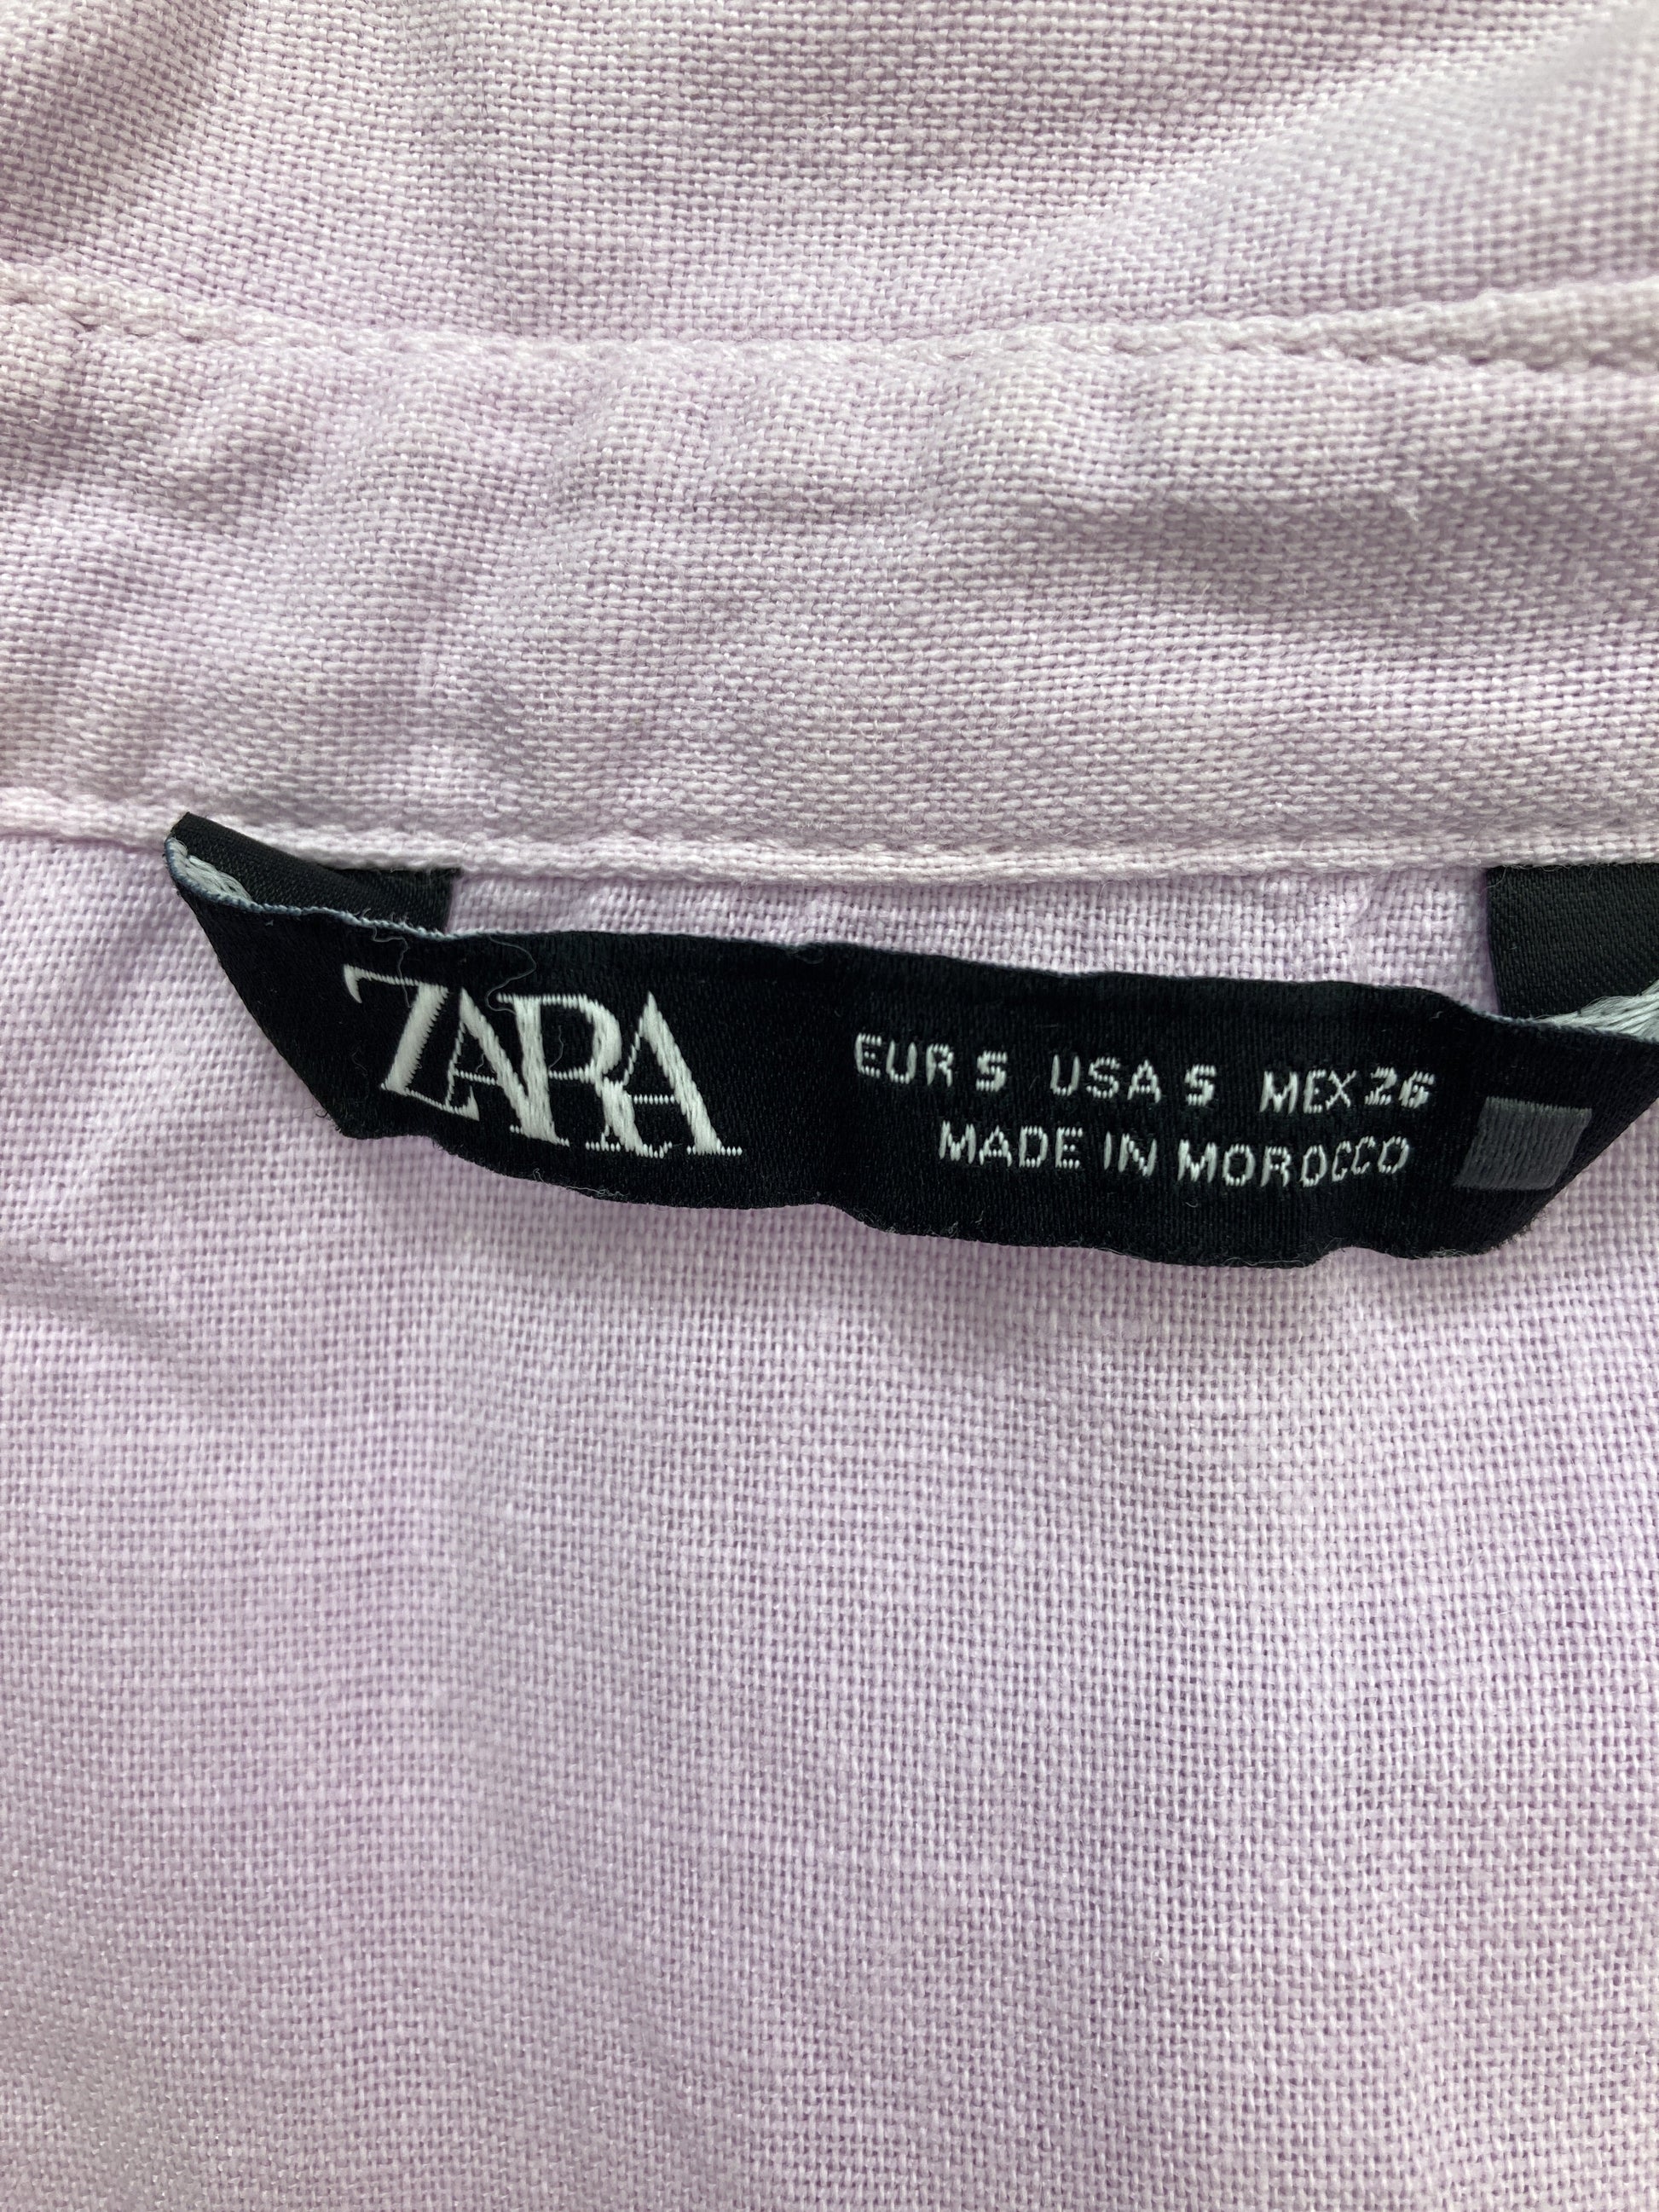 ZARA
EUR S USA S MEX 26
MADE IN MOROCCO